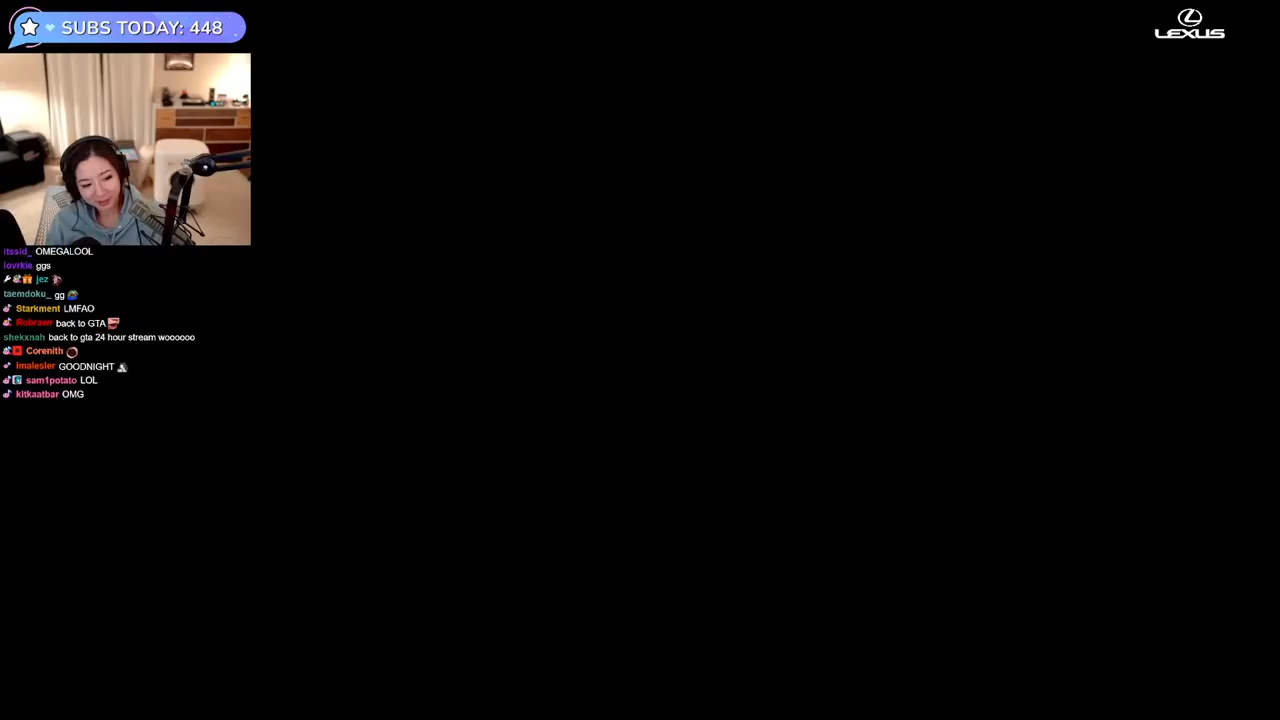 SUBS TODAY: 448
LEXUS
itssid_ OMEGALOOL
lovrkie ggs
jez
taemdoku_ gg
Starkment LMFAO
Robrawr back to GTA
shekxnah back to gta 24 hour stream woooooo
Corenith
imalesier GOODNIGHT
sam1potato LOL
kitkaatbar OMG